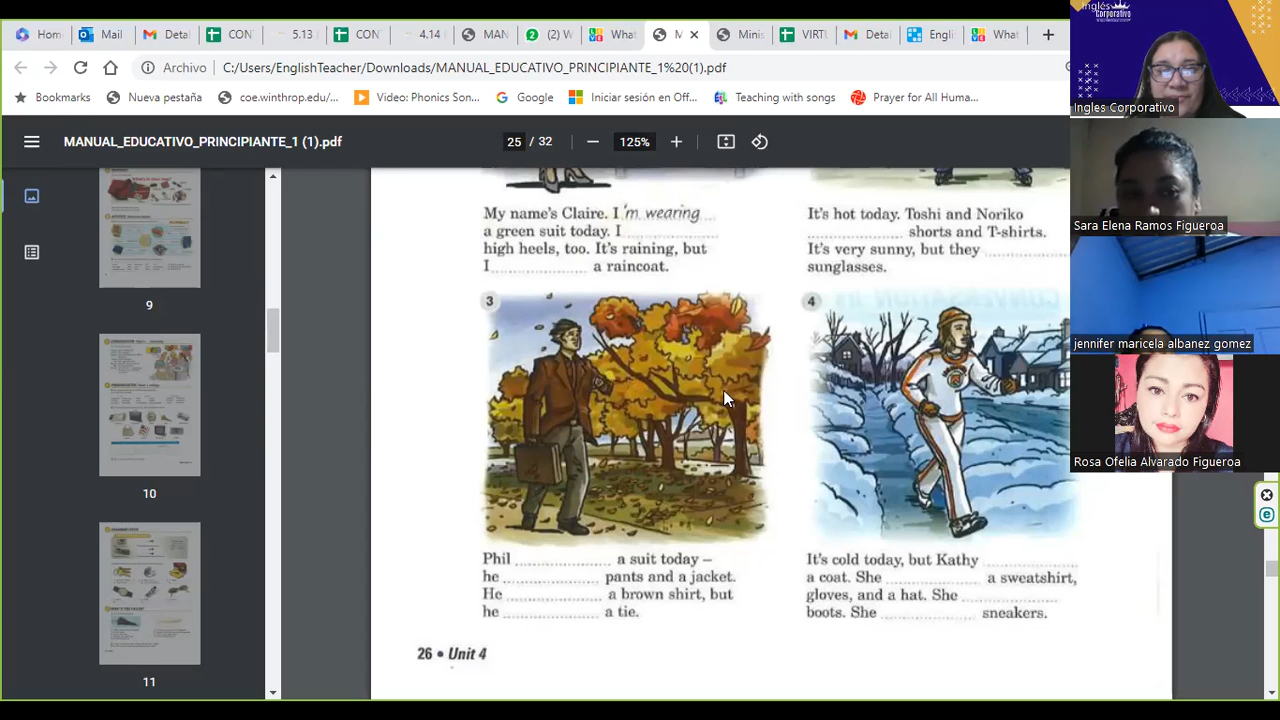 Hom
Mail
Detai
CON
5.13
CON
4.14
MAN
(2) W
What
M
Minis
VIRT
Detai
Engli
What
Archivo
C:/Users/EnglishTeacher/Downloads/MANUAL_EDUCATIVO_PRINCIPIANTE_1%20(1).pdf
Bookmarks
Nueva pestaña
coe.winthrop.edu/...
Video: Phonics Son...
Google
Iniciar sesión en Off...
Teaching with songs
Prayer for All Huma...
MANUAL_EDUCATIVO_PRINCIPIANTE_1 (1).pdf
25 / 32
125%
9
10
11
My name's Claire. I 'm wearing
a green suit today. I
high heels, too. It's raining, but
I a raincoat.
It's hot today. Toshi and Noriko
shorts and T-shirts.
It's very sunny, but they
sunglasses.
3
Phil a suit today –
he pants and a jacket.
He a brown shirt, but
he a tie.
4
It's cold today, but Kathy
a coat. She a sweatshirt,
gloves, and a hat. She
boots. She sneakers.
26 • Unit 4
Inglés
Corporativo
Ingles Corporativo
Sara Elena Ramos Figueroa
jennifer maricela albanez gomez
Rosa Ofelia Alvarado Figueroa